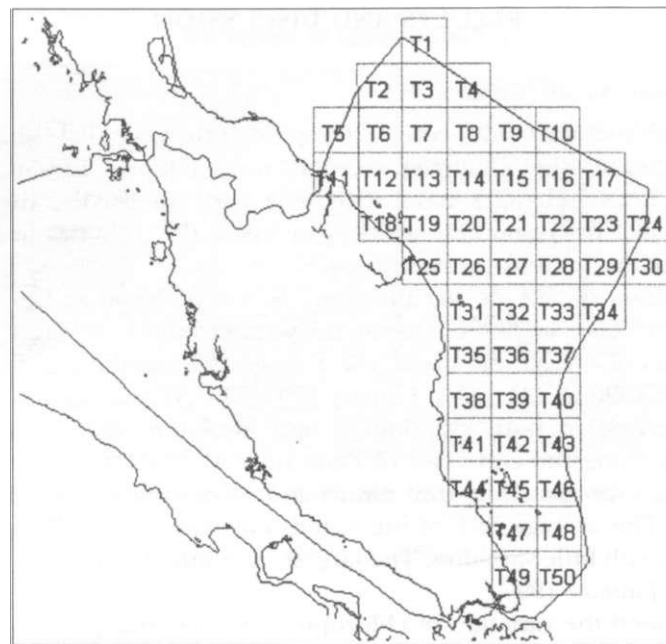 T1
T2 T3 T4
T5 T6 T7 T8 T9 T10
T11 T12 T13 T14 T15 T16 T17
T18 T19 T20 T21 T22 T23 T24
T25 T26 T27 T28 T29 T30
T31 T32 T33 T34
T35 T36 T37
T38 T39 T40
T41 T42 T43
T44 T45 T46
T47 T48
T49 T50